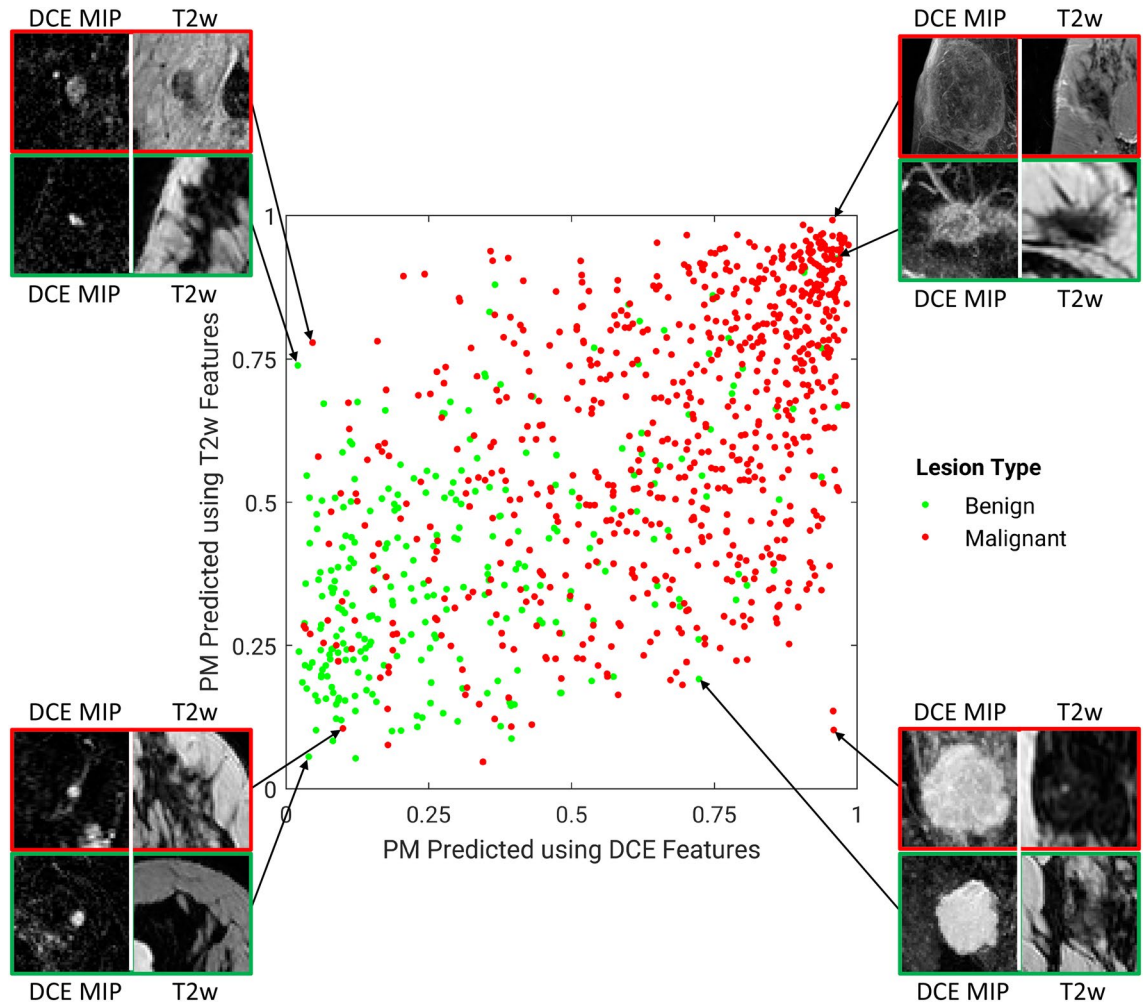 DCE MIP T2w
DCE MIP T2w
DCE MIP T2w
DCE MIP T2w
1
0.75
0.5
0.25
0
PM Predicted using T2w Features
Lesion Type
Benign
Malignant
DCE MIP T2w
DCE MIP T2w
0 0.25 0.5 0.75 1
PM Predicted using DCE Features
DCE MIP T2w
DCE MIP T2w